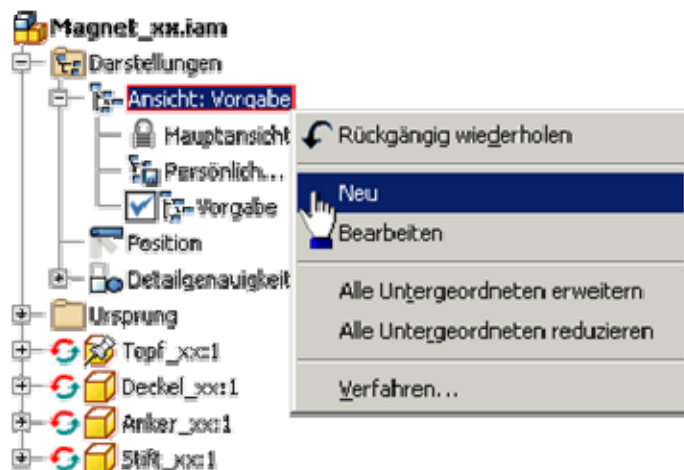 Magnet_xx.iam
Darstellungen
Ansicht: Vorgabe
Hauptansicht
Persönlich...
Vorgabe
Position
Detailgenauigkeit
Ursprung
Topf_xx:1
Deckel_xx:1
Anker_xx:1
Stift_xx:1
Rückgängig wiederholen
Neu
Bearbeiten
Alle Untergeordneten erweitern
Alle Untergeordneten reduzieren
Verfahren...